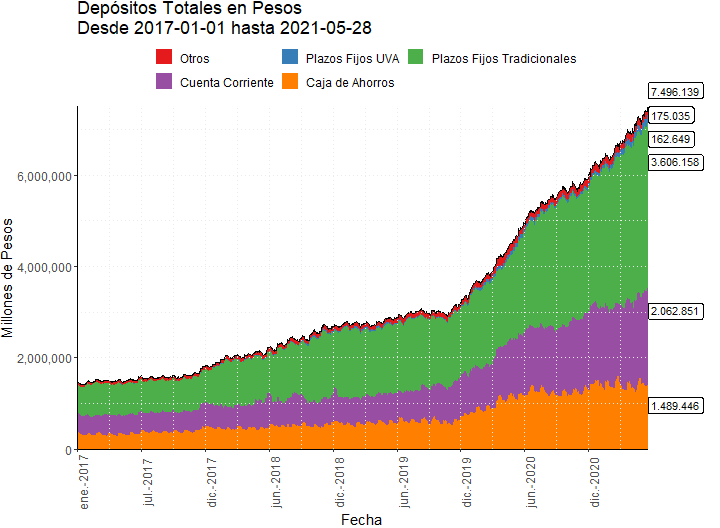 Depósitos Totales en Pesos
Desde 2017-01-01 hasta 2021-05-28
Otros
Plazos Fijos UVA
Plazos Fijos Tradicionales
Cuenta Corriente
Caja de Ahorros
7.496.139
175.035
162.649
3.606.158
2.062.851
1.489.446
Millones de Pesos
6,000,000
4,000,000
2,000,000
0
ene.-2017
jul.-2017
dic.-2017
jun.-2018
dic.-2018
jun.-2019
dic.-2019
jun.-2020
dic.-2020
Fecha